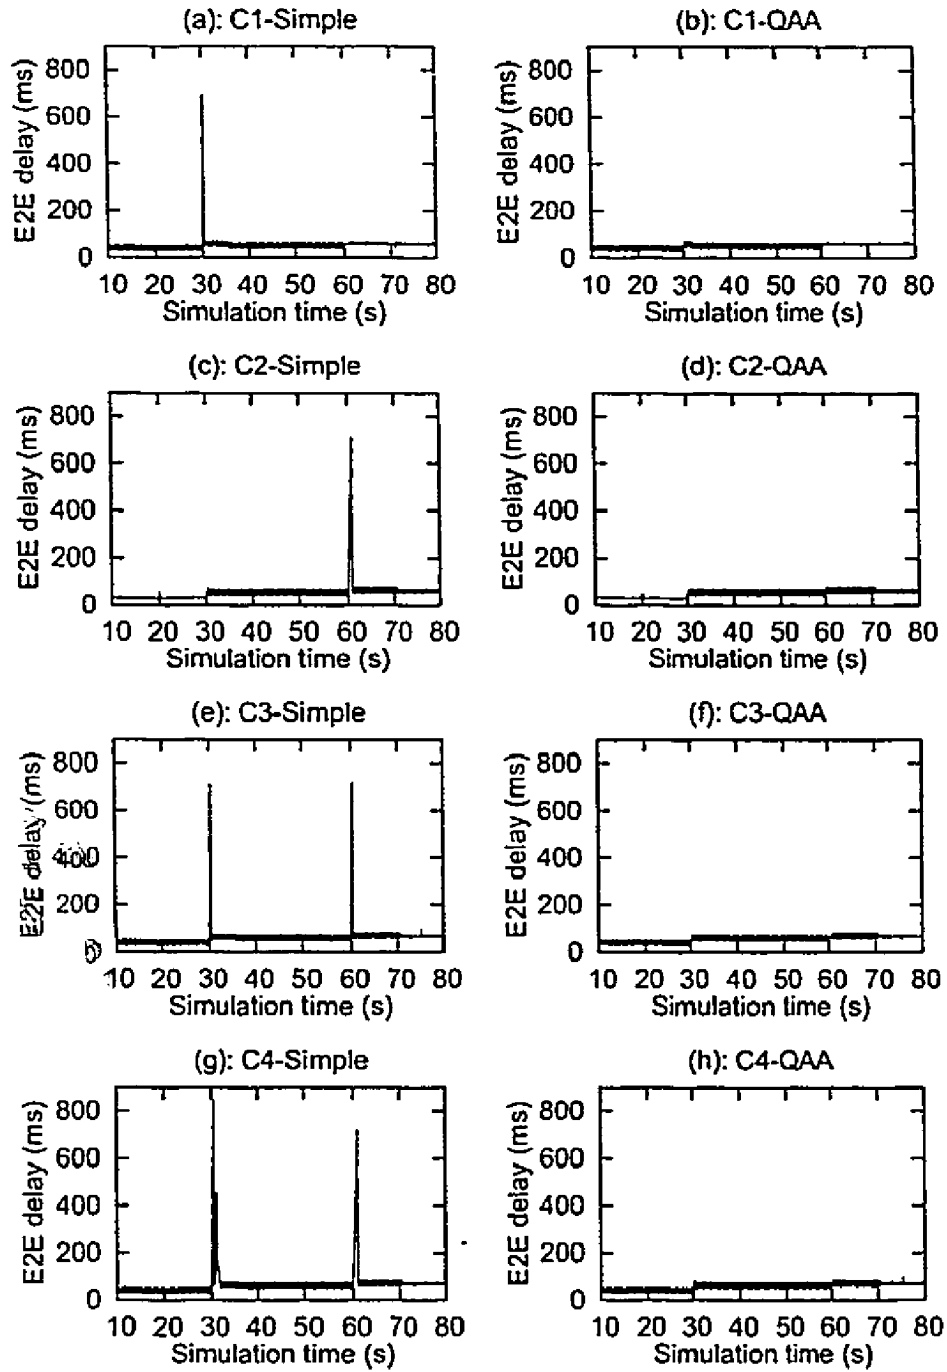 (a): C1-Simple
E2E delay (ms)
800
600
400
200
0
10 20 30 40 50 60 70 80
Simulation time (s)
(b): C1-QAA
E2E delay (ms)
800
600
400
200
0
10 20 30 40 50 60 70 80
Simulation time (s)
(c): C2-Simple
E2E delay (ms)
800
600
400
200
0
10 20 30 40 50 60 70 80
Simulation time (s)
(d): C2-QAA
E2E delay (ms)
800
600
400
200
0
10 20 30 40 50 60 70 80
Simulation time (s)
(e): C3-Simple
E2E delay (ms)
800
600
400
200
0
10 20 30 40 50 60 70 80
Simulation time (s)
(f): C3-QAA
E2E delay (ms)
800
600
400
200
0
10 20 30 40 50 60 70 80
Simulation time (s)
(g): C4-Simple
E2E delay (ms)
800
600
400
200
0
10 20 30 40 50 60 70 80
Simulation time (s)
(h): C4-QAA
E2E delay (ms)
800
600
400
200
0
10 20 30 40 50 60 70 80
Simulation time (s)